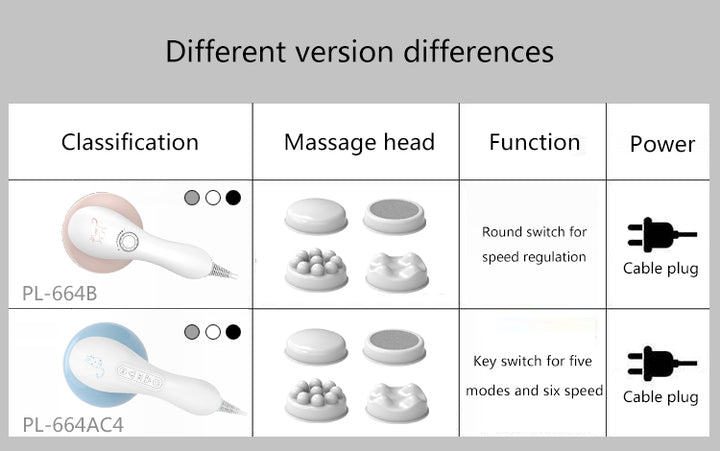 Different version differences
Classification
Massage head
Function
Power
PL-664B
Round switch for
speed regulation
Cable plug
PL-664AC4
Key switch for five
modes and six speed
Cable plug